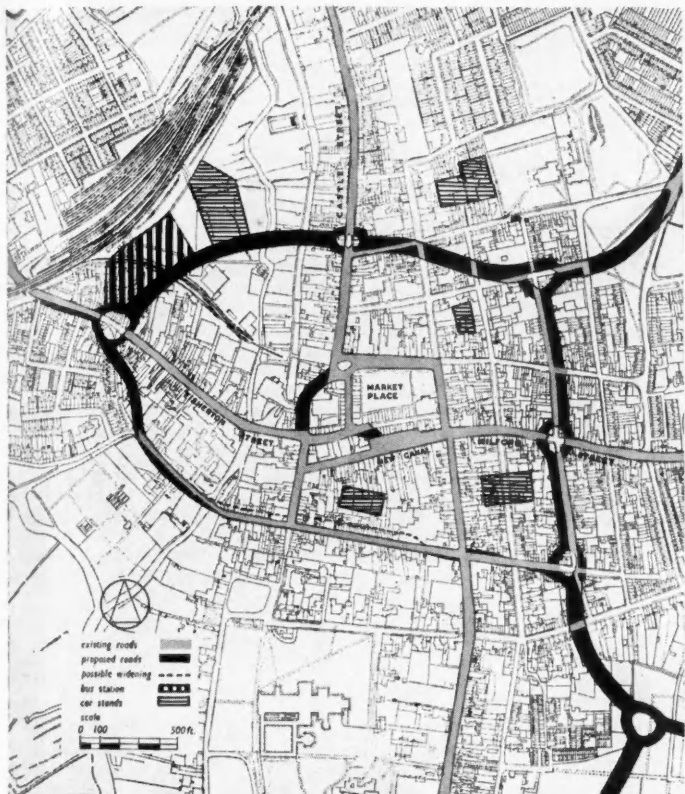 CASTLE STREET
MARKET
PLACE
FISHERTON STREET
NEW CANAL
MILFORD STREET
existing roads
proposed roads
possible widening
bus station
car stands
scale
0 100 500 ft.